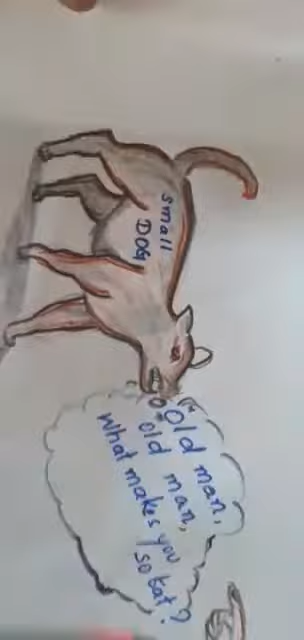 small
DOG
Old man,
old man,
What makes you
so fat?